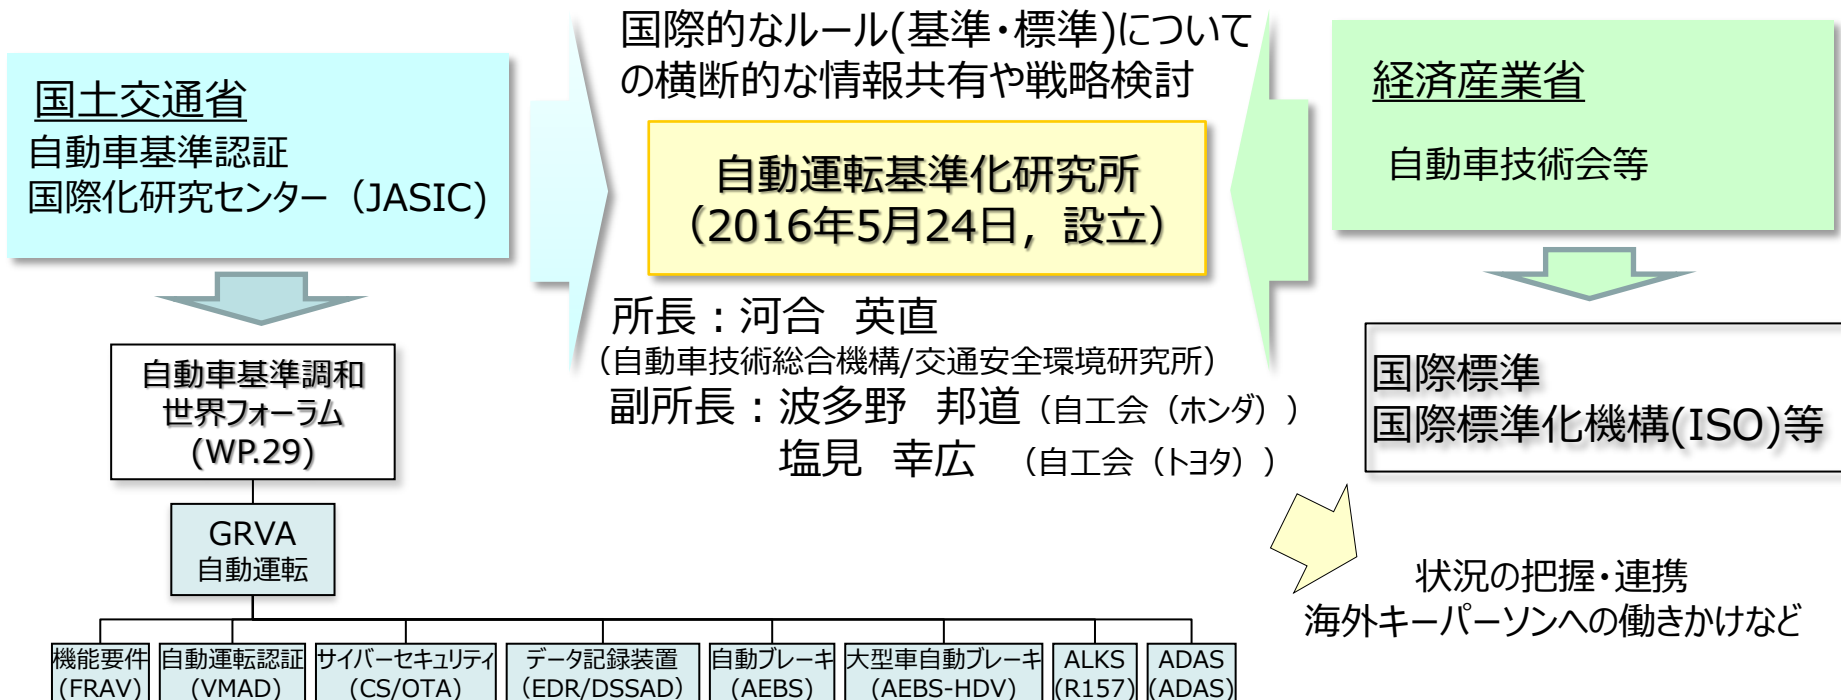 国際的なルール(基準・標準)について
の横断的な情報共有や戦略検討
国土交通省
自動車基準認証
国際化研究センター（JASIC)
自動運転基準化研究所
（2016年5月24日，設立）
経済産業省
自動車技術会等
所長：河合　英直
（自動車技術総合機構/交通安全環境研究所）
副所長：波多野　邦道（自工会（ホンダ））
塩見　幸広　（自工会（トヨタ））
自動車基準調和
世界フォーラム
(WP.29)
国際標準
国際標準化機構(ISO)等
GRVA
自動運転
状況の把握・連携
海外キーパーソンへの働きかけなど
機能要件
(FRAV)
自動運転認証
(VMAD)
サイバーセキュリティ
(CS/OTA)
データ記録装置
（EDR/DSSAD）
自動ブレーキ
(AEBS)
大型車自動ブレーキ
(AEBS-HDV)
ALKS
(R157)
ADAS
(ADAS)